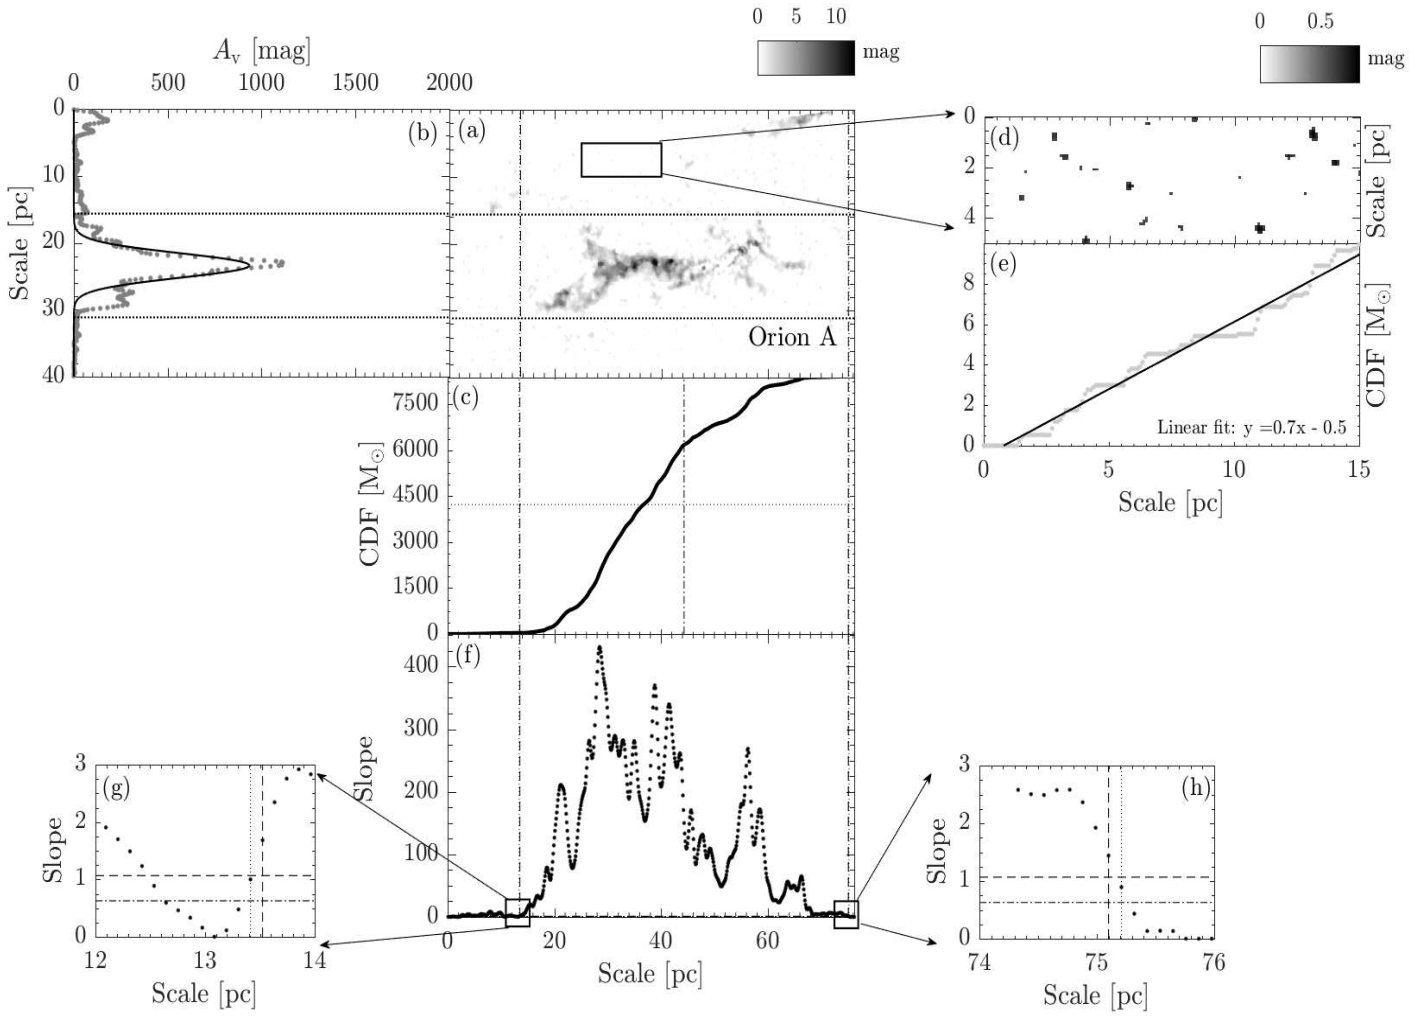 0 5 10
mag
0 0.5
mag
A_v [mag]
0 500 1000 1500 2000
(b)
0
10
20
30
40
Scale [pc]
(a)
Orion A
(d)
0
2
4
Scale [pc]
(e)
8
6
4
2
0
CDF [M⊙]
Linear fit: y =0.7x - 0.5
0 5 10 15
Scale [pc]
(c)
7500
6000
4500
3000
1500
0
CDF [M⊙]
(f)
400
300
200
100
0
Slope
0 20 40 60
Scale [pc]
(g)
3
2
1
0
Slope
12 13 14
Scale [pc]
(h)
3
2
1
0
Slope
74 75 76
Scale [pc]